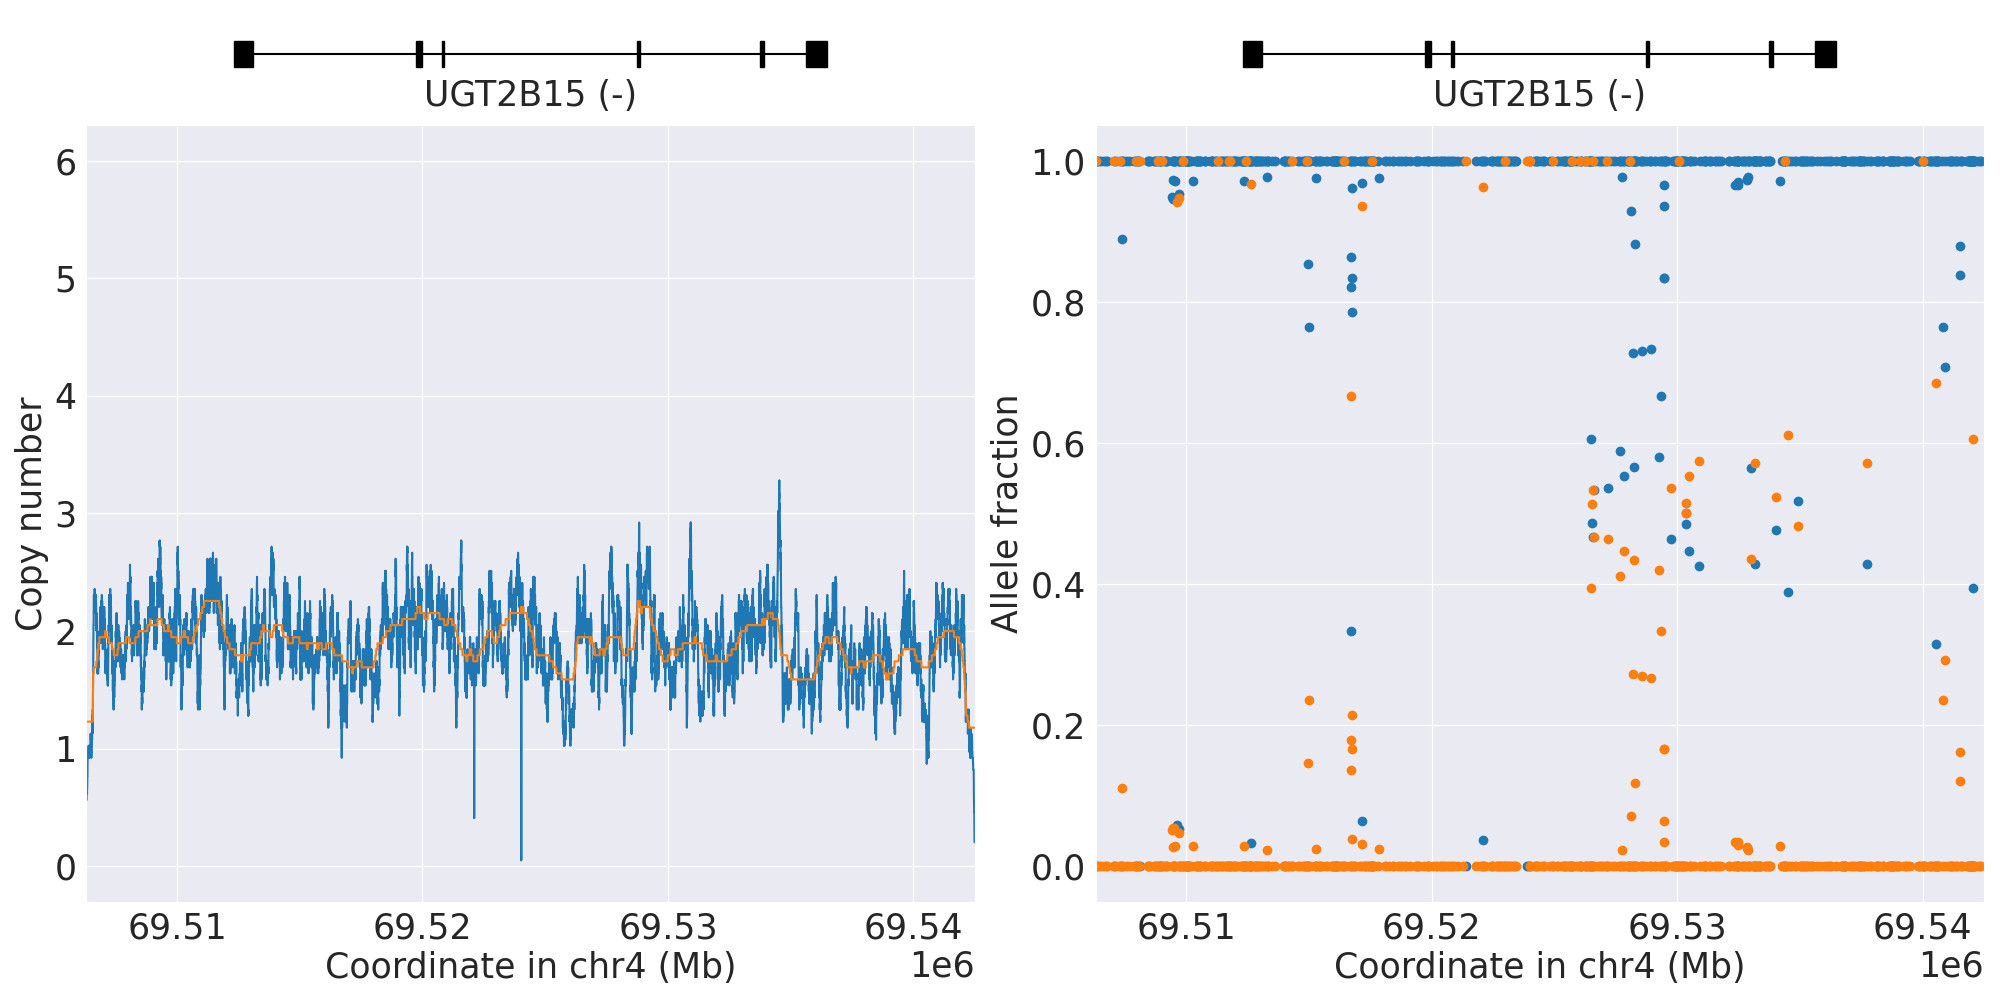 UGT2B15 (-)
Copy number
6
5
4
3
2
1
0
69.51
69.52
69.53
69.54
Coordinate in chr4 (Mb)
1e6
UGT2B15 (-)
Allele fraction
1.0
0.8
0.6
0.4
0.2
0.0
69.51
69.52
69.53
69.54
Coordinate in chr4 (Mb)
1e6